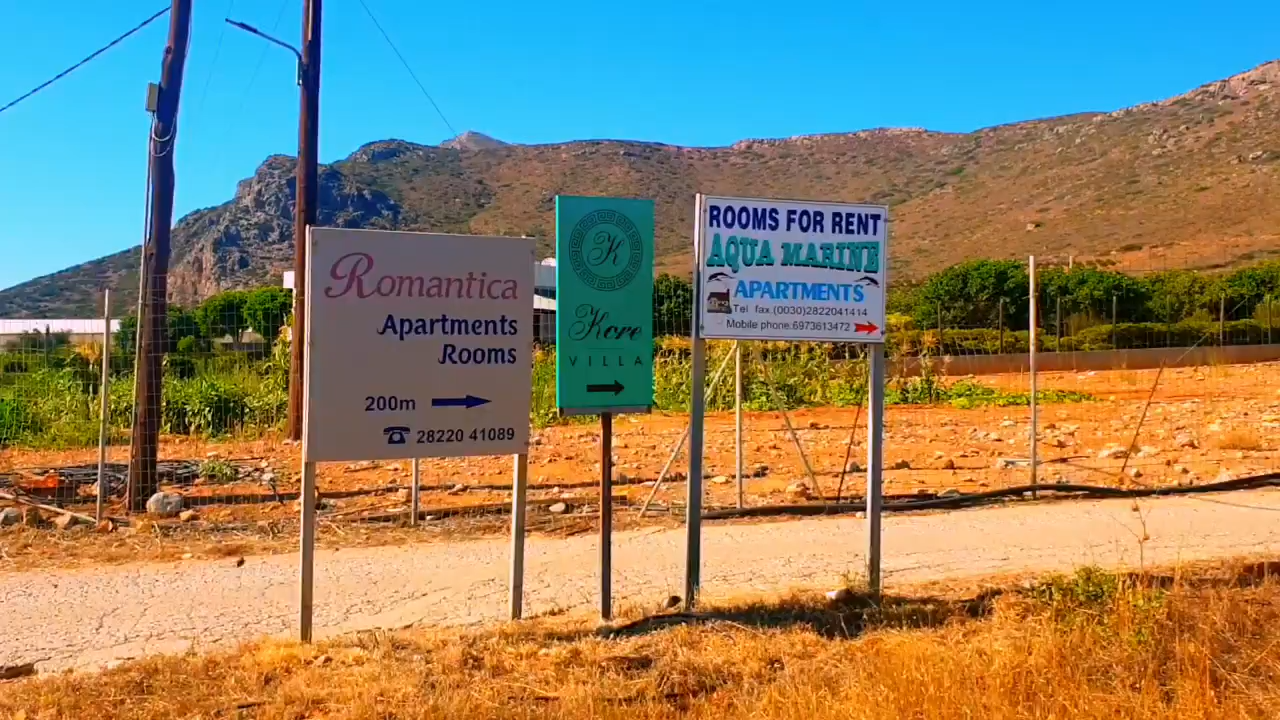 Romantica
Apartments
Rooms
200m
28220 41089
K
Kore
VILLA
ROOMS FOR RENT
AQUA MARINE
APARTMENTS
Tel fax.(0030)2822041414
Mobile phone:6973613472